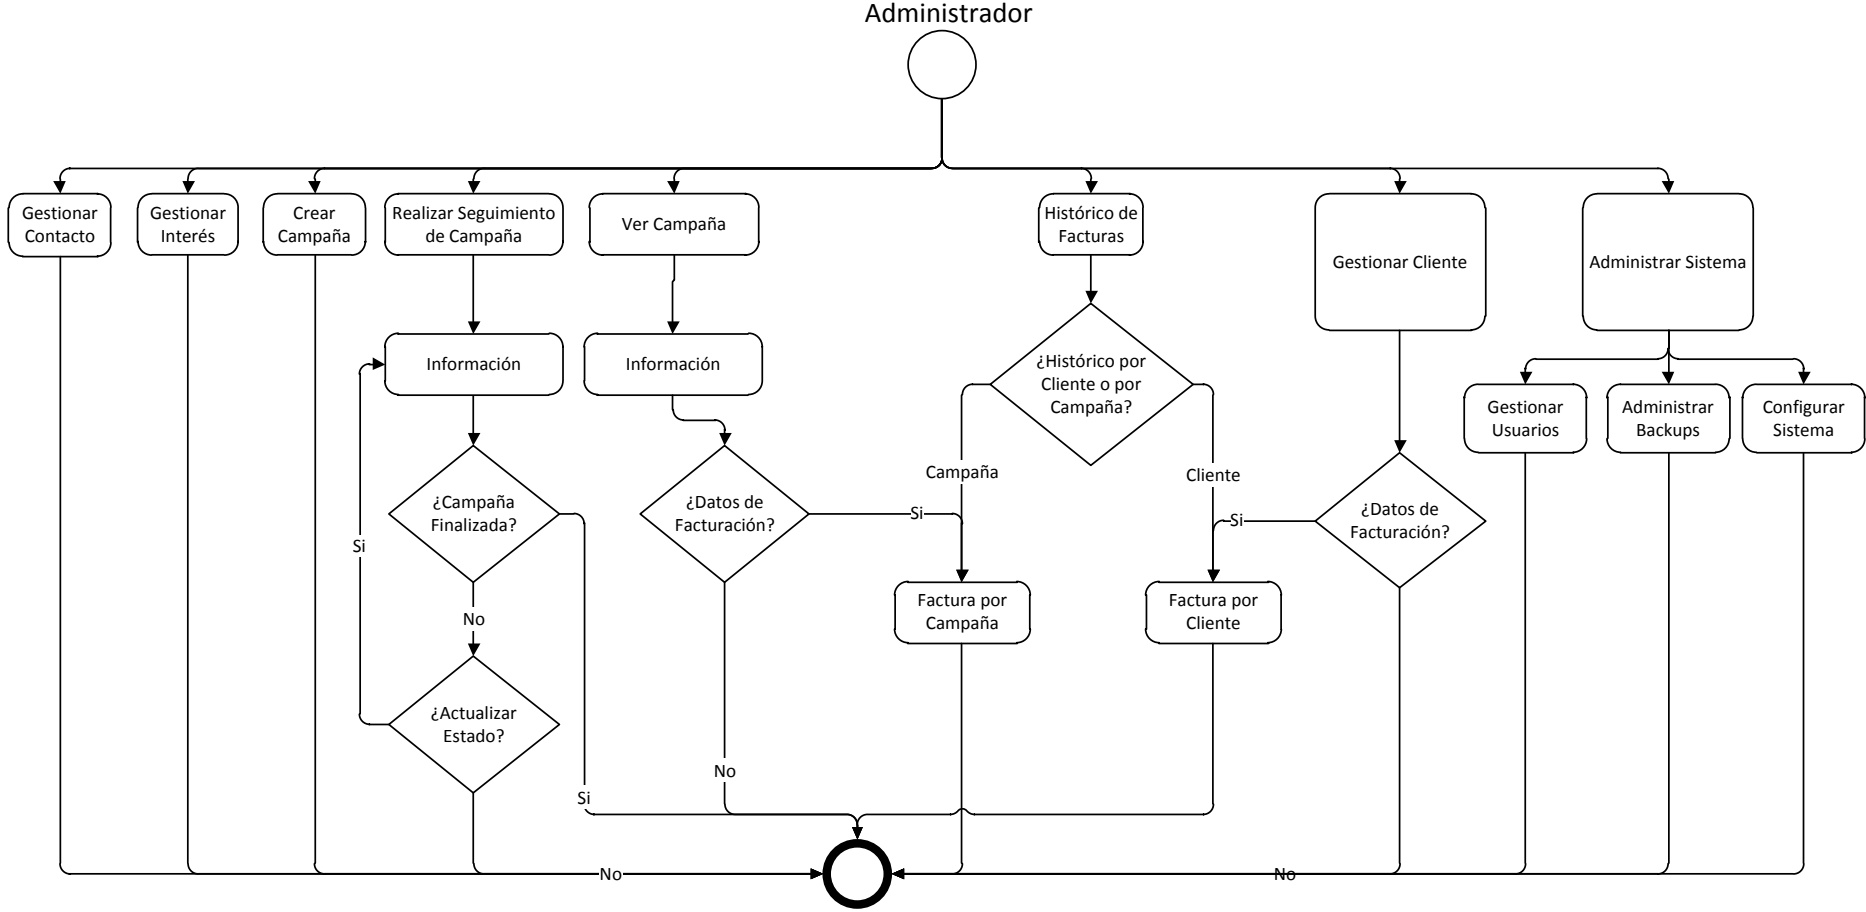 Administrador
Gestionar
Contacto
Gestionar
Interés
Crear
Campaña
Realizar Seguimiento
de Campaña
Ver Campaña
Histórico de
Facturas
Gestionar Cliente
Administrar Sistema
Información
Información
¿Histórico por
Cliente o por
Campaña?
Gestionar
Usuarios
Administrar
Backups
Configurar
Sistema
Campaña
Cliente
¿Campaña
Finalizada?
¿Datos de
Facturación?
Si
Si
¿Datos de
Facturación?
Si
No
Factura por
Campaña
Factura por
Cliente
¿Actualizar
Estado?
No
Si
No
No